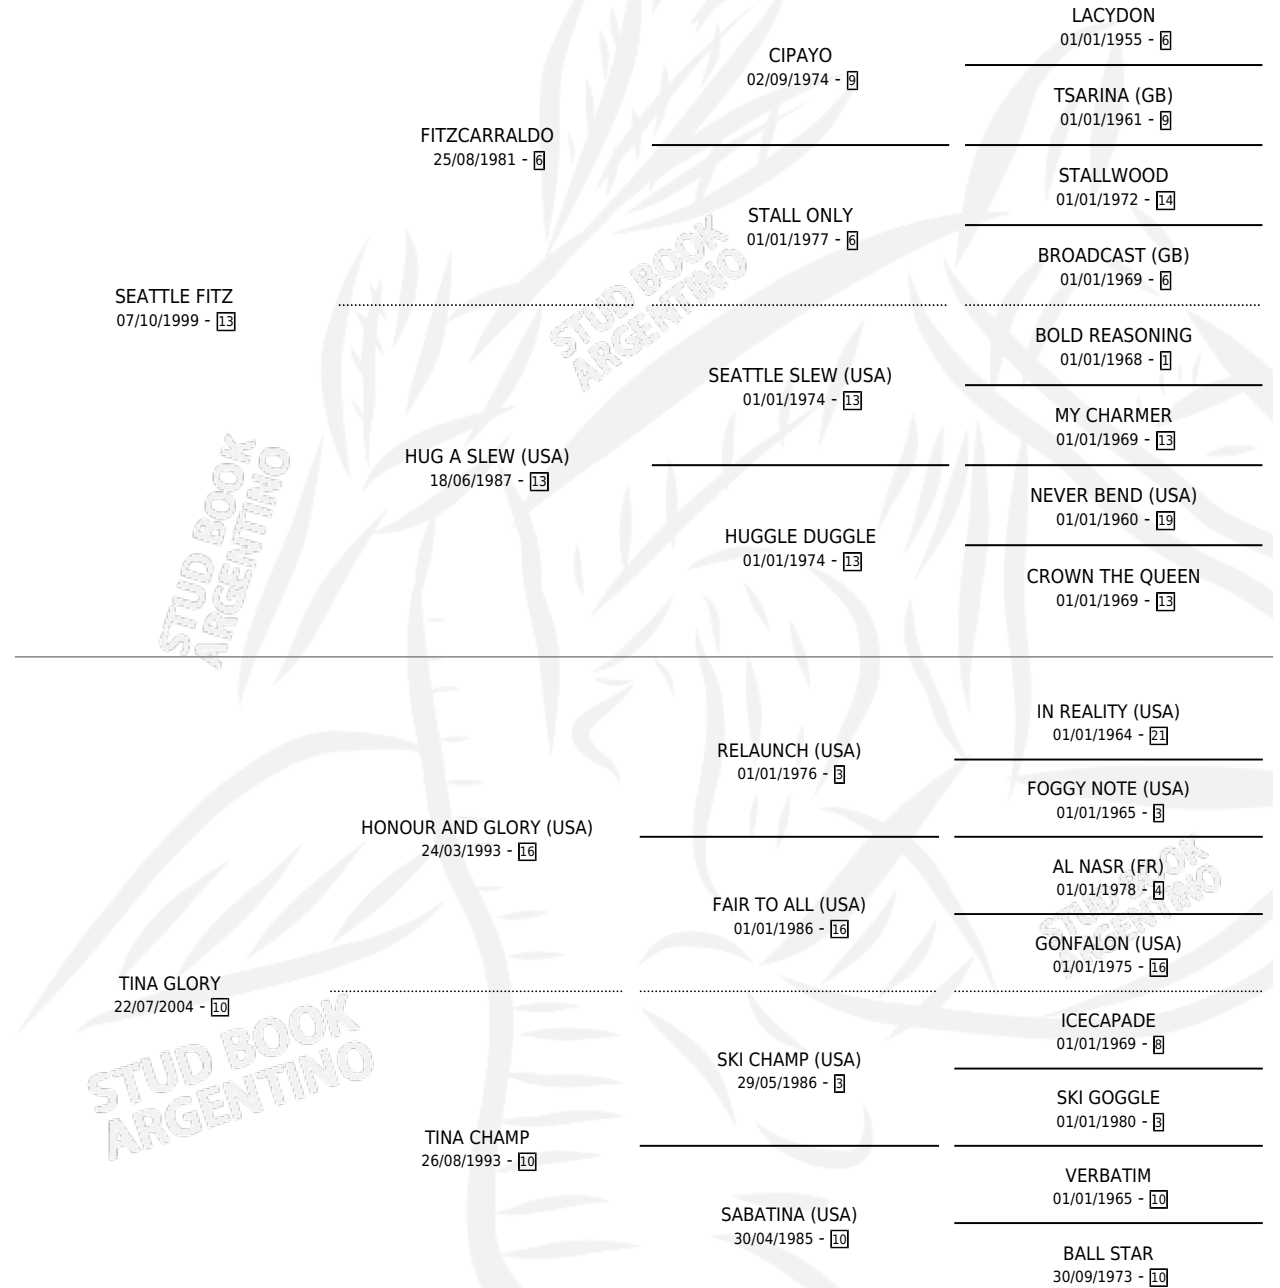 LACYDON
01/01/1955 - 6
CIPAYO
02/09/1974 - 9
TSARINA (GB)
01/01/1961 - 9
FITZCARRALDO
25/08/1981 - 6
STALLWOOD
01/01/1972 - 14
STALL ONLY
01/01/1977 - 6
BROADCAST (GB)
01/01/1969 - 6
SEATTLE FITZ
07/10/1999 - 13
BOLD REASONING
01/01/1968 - 1
SEATTLE SLEW (USA)
01/01/1974 - 13
MY CHARMER
01/01/1969 - 13
HUG A SLEW (USA)
18/06/1987 - 13
NEVER BEND (USA)
01/01/1960 - 19
HUGGLE DUGGLE
01/01/1974 - 13
CROWN THE QUEEN
01/01/1969 - 13
STUD BOOK
ARGENTINO
STUD BOOK
ARGENTINO
IN REALITY (USA)
01/01/1964 - 21
RELAUNCH (USA)
01/01/1976 - 3
FOGGY NOTE (USA)
01/01/1965 - 3
HONOUR AND GLORY (USA)
24/03/1993 - 16
AL NASR (FR)
01/01/1978 - 4
FAIR TO ALL (USA)
01/01/1986 - 16
GONFALON (USA)
01/01/1975 - 16
STUD BOOK
ARGENTINO
TINA GLORY
22/07/2004 - 10
ICECAPADE
01/01/1969 - 8
SKI CHAMP (USA)
29/05/1986 - 3
SKI GOGGLE
01/01/1980 - 3
STUD BOOK
ARGENTINO
TINA CHAMP
26/08/1993 - 10
VERBATIM
01/01/1965 - 10
SABATINA (USA)
30/04/1985 - 10
BALL STAR
30/09/1973 - 10